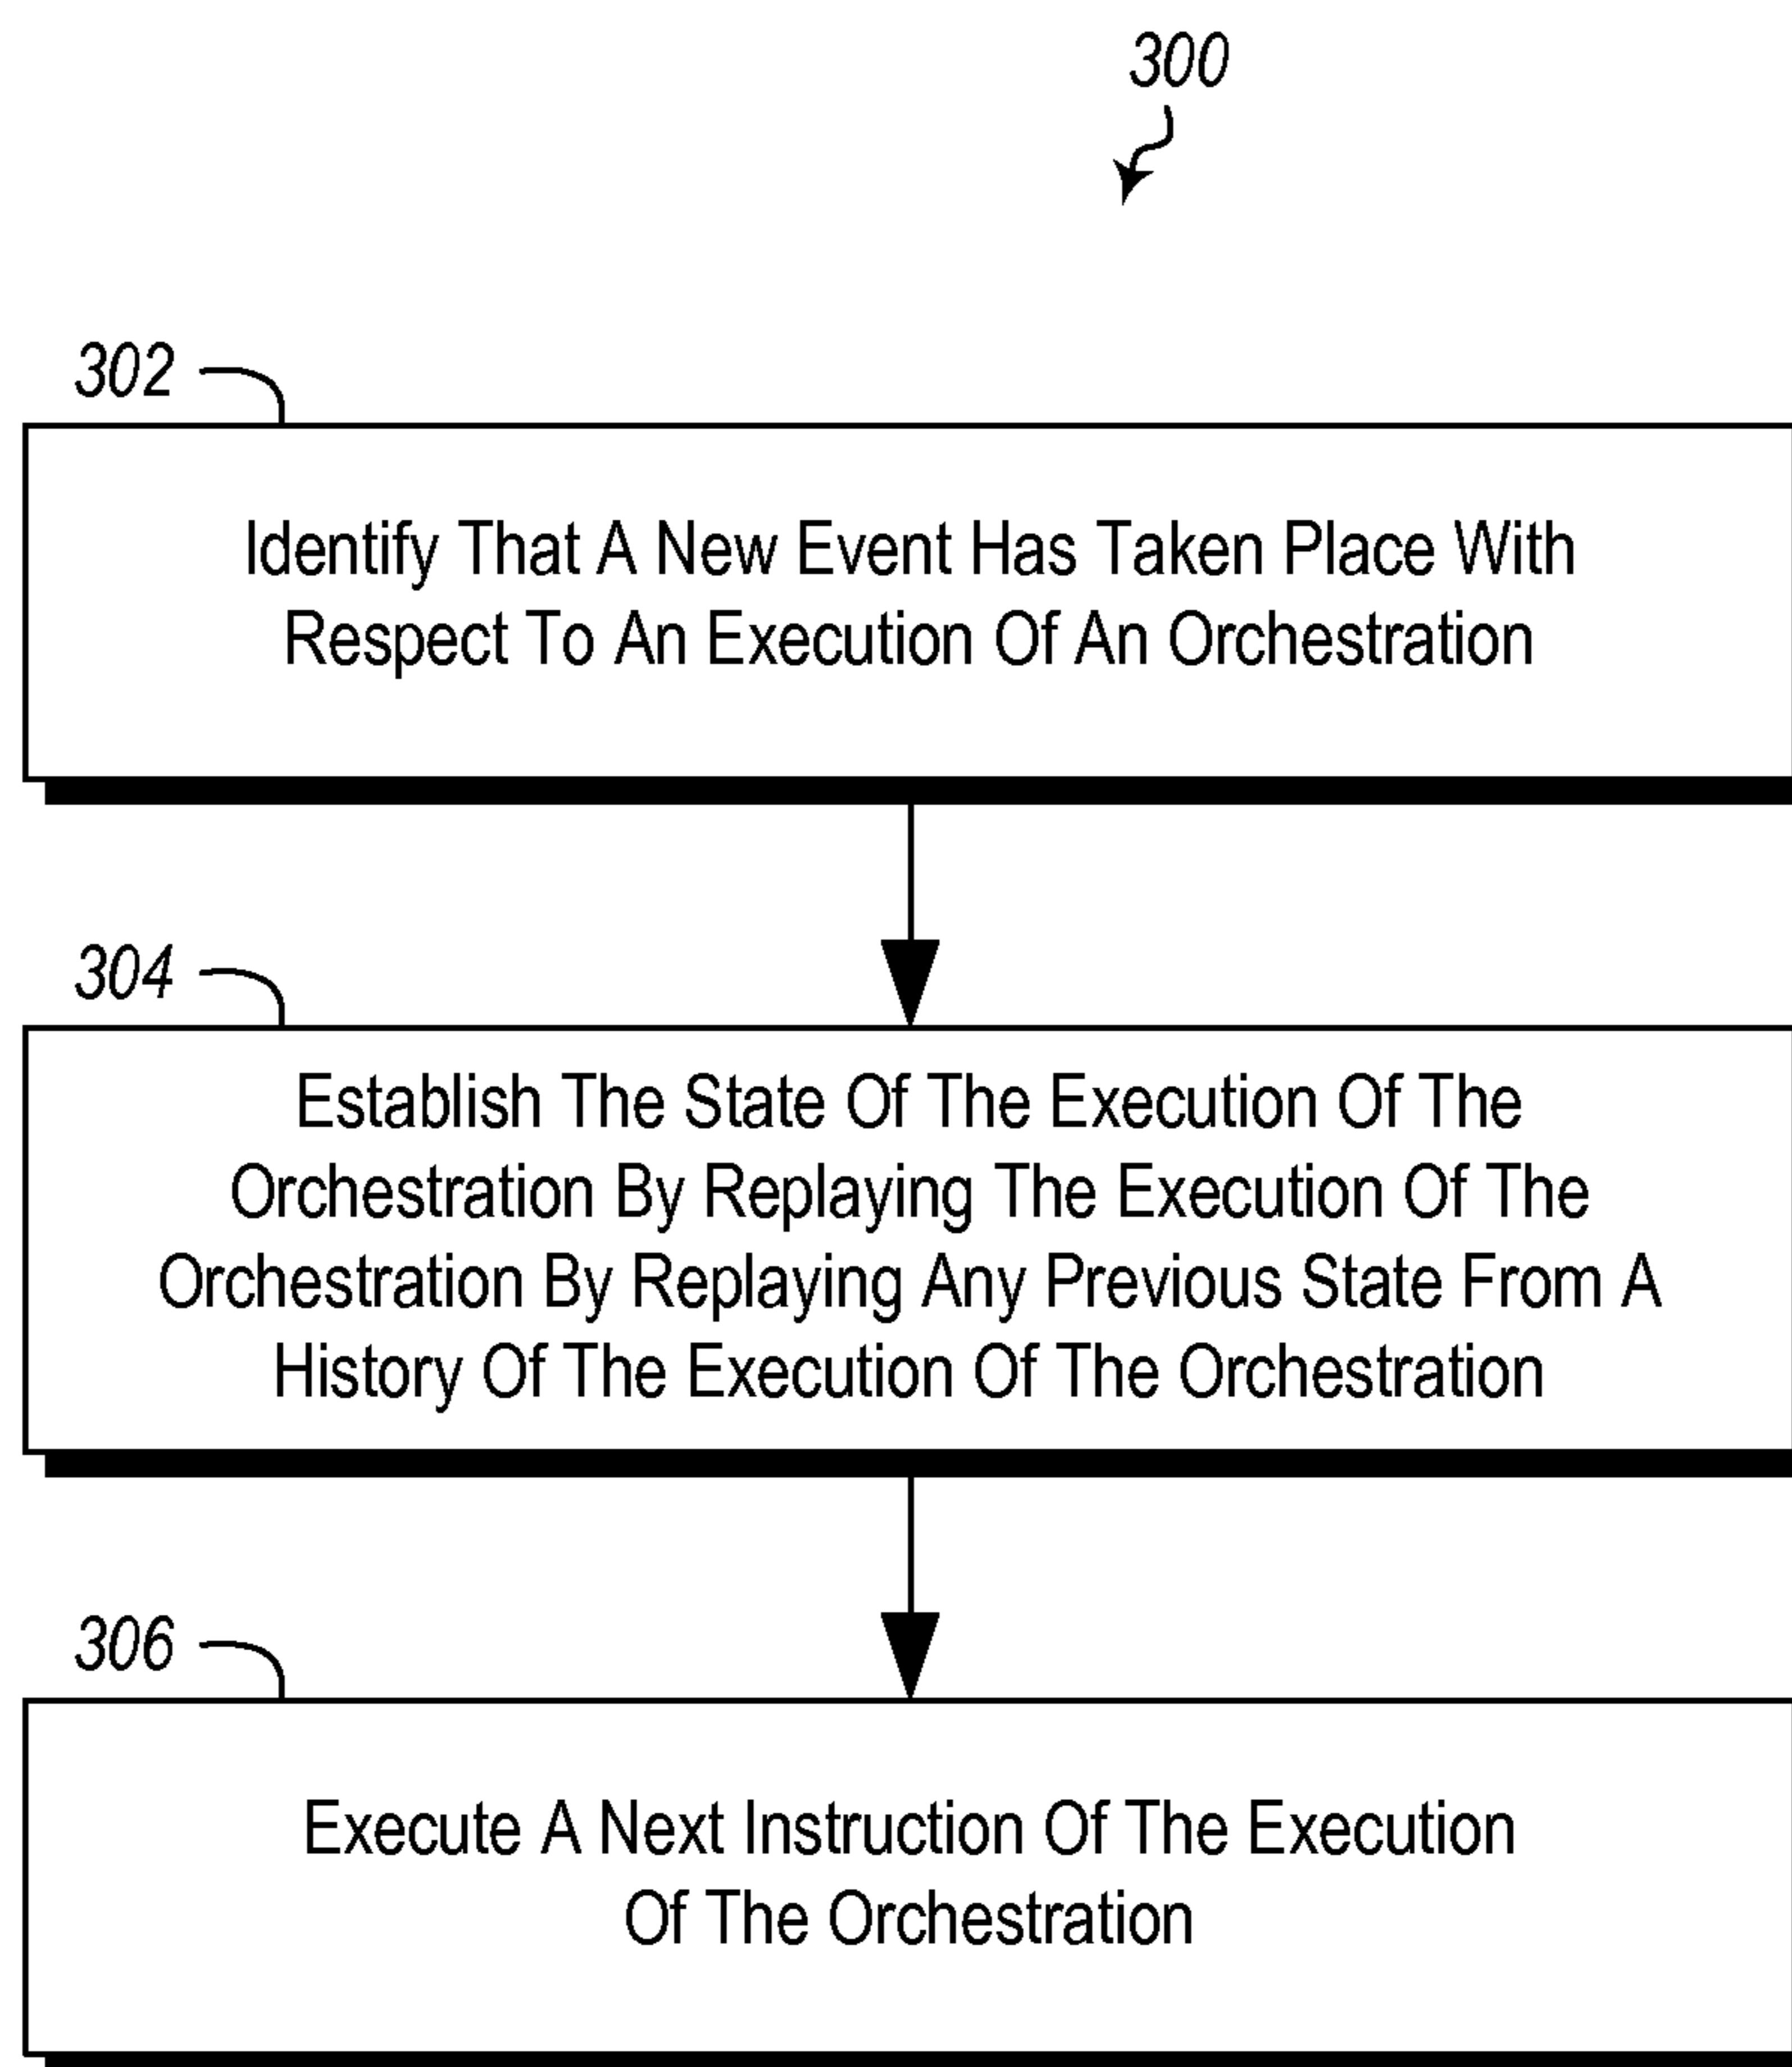 300
302
Identify That A New Event Has Taken Place With
Respect To An Execution Of An Orchestration
304
Establish The State Of The Execution Of The
Orchestration By Replaying The Execution Of The
Orchestration By Replaying Any Previous State From A
History Of The Execution Of The Orchestration
306
Execute A Next Instruction Of The Execution
Of The Orchestration